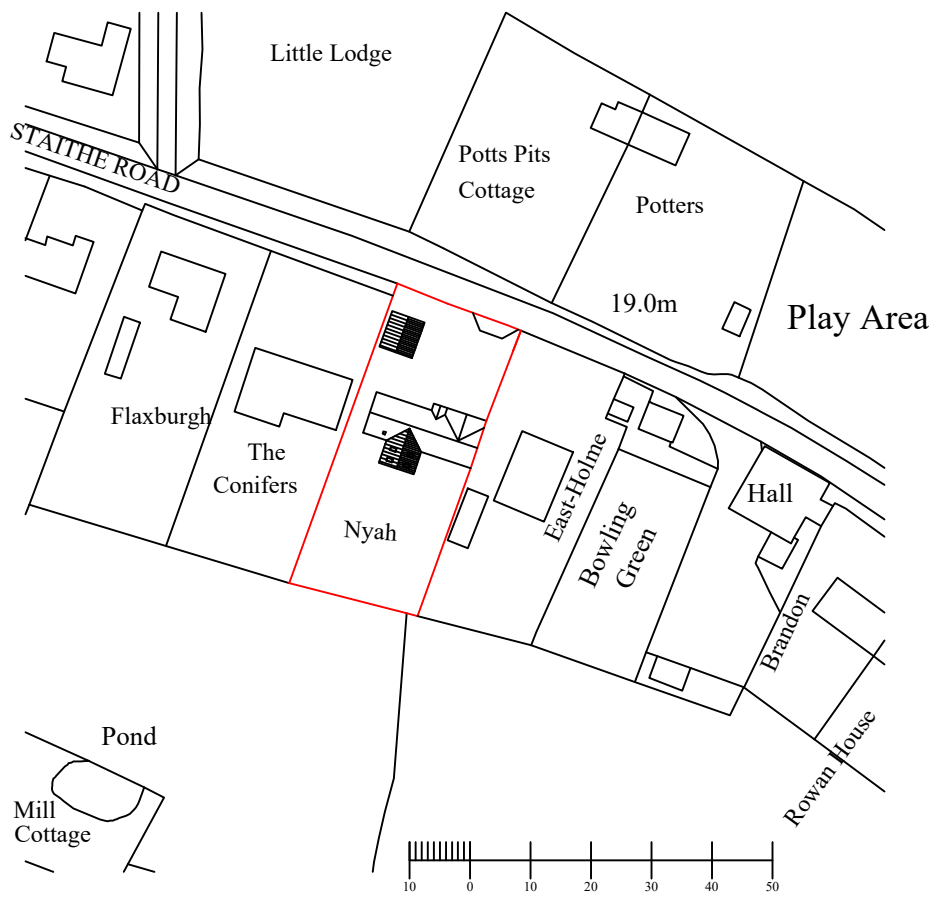 Little Lodge
STAITHE ROAD
Potts Pits
Cottage
Potters
19.0m
Play Area
Flaxburgh
The
Conifers
Nyah
East-Holme
Bowling
Green
Hall
Brandon
Rowan House
Pond
Mill
Cottage
10 0 10 20 30 40 50